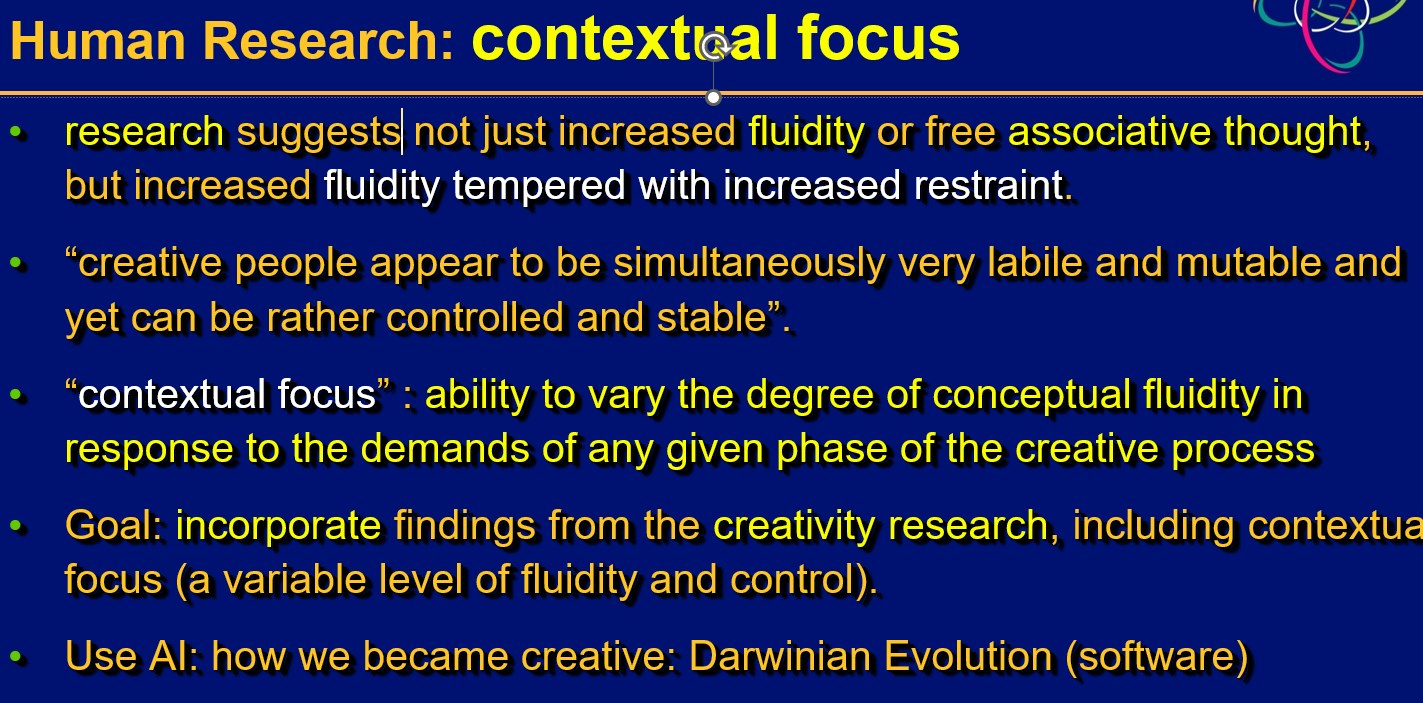 Human Research: contextual focus
• research suggests not just increased fluidity or free associative thought,
but increased fluidity tempered with increased restraint.
• “creative people appear to be simultaneously very labile and mutable and
yet can be rather controlled and stable”.
• “contextual focus” : ability to vary the degree of conceptual fluidity in
response to the demands of any given phase of the creative process
• Goal: incorporate findings from the creativity research, including contextua
focus (a variable level of fluidity and control).
• Use AI: how we became creative: Darwinian Evolution (software)